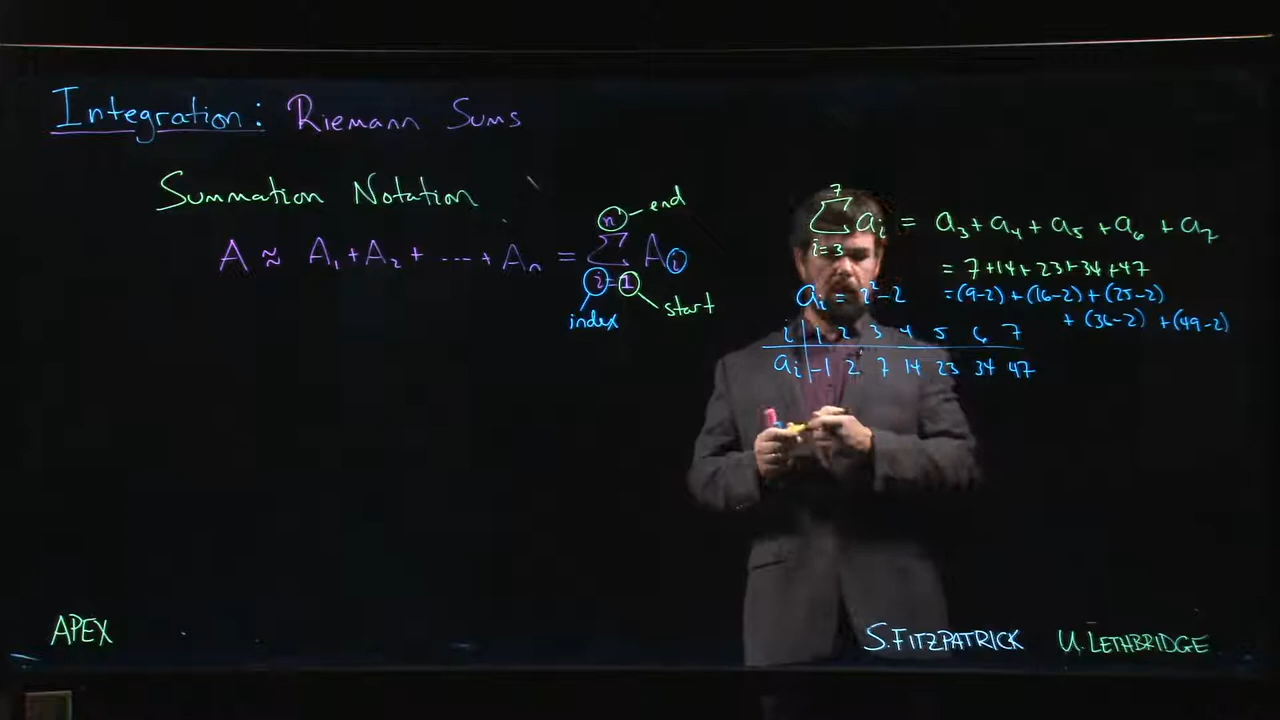 Integration: Riemann Sums
Summation Notation
A ≈ A₁ + A₂ + ... + Aₙ = Σ Aᵢ
n
end
i=1
index
start
7
Σ aᵢ = a₃ + a₄ + a₅ + a₆ + a₇
i=3
= 7+14+23+34+47
aᵢ = i²-2
=(9-2)+(16-2)+(25-2)
+(36-2)+(49-2)
i | 1 2 3 4 5 6 7
aᵢ | -1 2 7 14 23 34 47
APEX
S. FITZPATRICK U. LETHBRIDGE